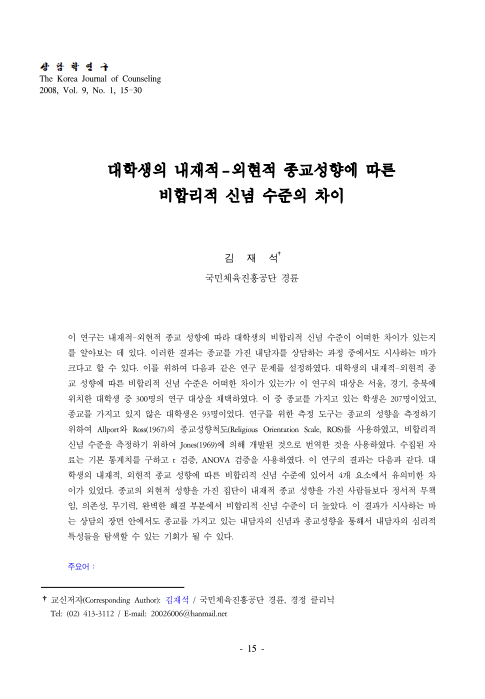 상 담 학 연 구
The Korea Journal of Counseling
2008, Vol. 9, No. 1, 15-30
대학생의 내재적-외현적 종교성향에 따른
비합리적 신념 수준의 차이
김 재 석†
국민체육진흥공단 경륜
이 연구는 내재적-외현적 종교 성향에 따라 대학생의 비합리적 신념 수준이 어떠한 차이가 있는지
를 알아보는 데 있다. 이러한 결과는 종교를 가진 내담자를 상담하는 과정 중에서도 시사하는 바가
크다고 할 수 있다. 이를 위하여 다음과 같은 연구 문제를 설정하였다. 대학생의 내재적-외현적 종
교 성향에 따른 비합리적 신념 수준은 어떠한 차이가 있는가? 이 연구의 대상은 서울, 경기, 충북에
위치한 대학생 중 300명의 연구 대상을 채택하였다. 이 중 종교를 가지고 있는 학생은 207명이었고,
종교를 가지고 있지 않은 대학생은 93명이었다. 연구를 위한 측정 도구는 종교의 성향을 측정하기
위하여 Allport와 Ross(1967)의 종교성향척도(Religious Orientation Scale, ROS)를 사용하였고, 비합리적
신념 수준을 측정하기 위하여 Jones(1969)에 의해 개발된 것으로 번역한 것을 사용하였다. 수집된 자
료는 기본 통계치를 구하고 t 검증, ANOVA 검증을 사용하였다. 이 연구의 결과는 다음과 같다. 대
학생의 내재적, 외현적 종교 성향에 따른 비합리적 신념 수준에 있어서 4개 요소에서 유의미한 차
이가 있었다. 종교의 외현적 성향을 가진 집단이 내재적 종교 성향을 가진 사람들보다 정서적 무책
임, 의존성, 무기력, 완벽한 해결 부분에서 비합리적 신념 수준이 더 높았다. 이 결과가 시사하는 바
는 상담의 장면 안에서도 종교를 가지고 있는 내담자의 신념과 종교성향을 통해서 내담자의 심리적
특성들을 탐색할 수 있는 기회가 될 수 있다.
주요어 :
† 교신저자(Corresponding Author): 김재석 / 국민체육진흥공단 경륜, 경정 클리닉
Tel: (02) 413-3112 / E-mail: 20026006@hanmail.net
- 15 -